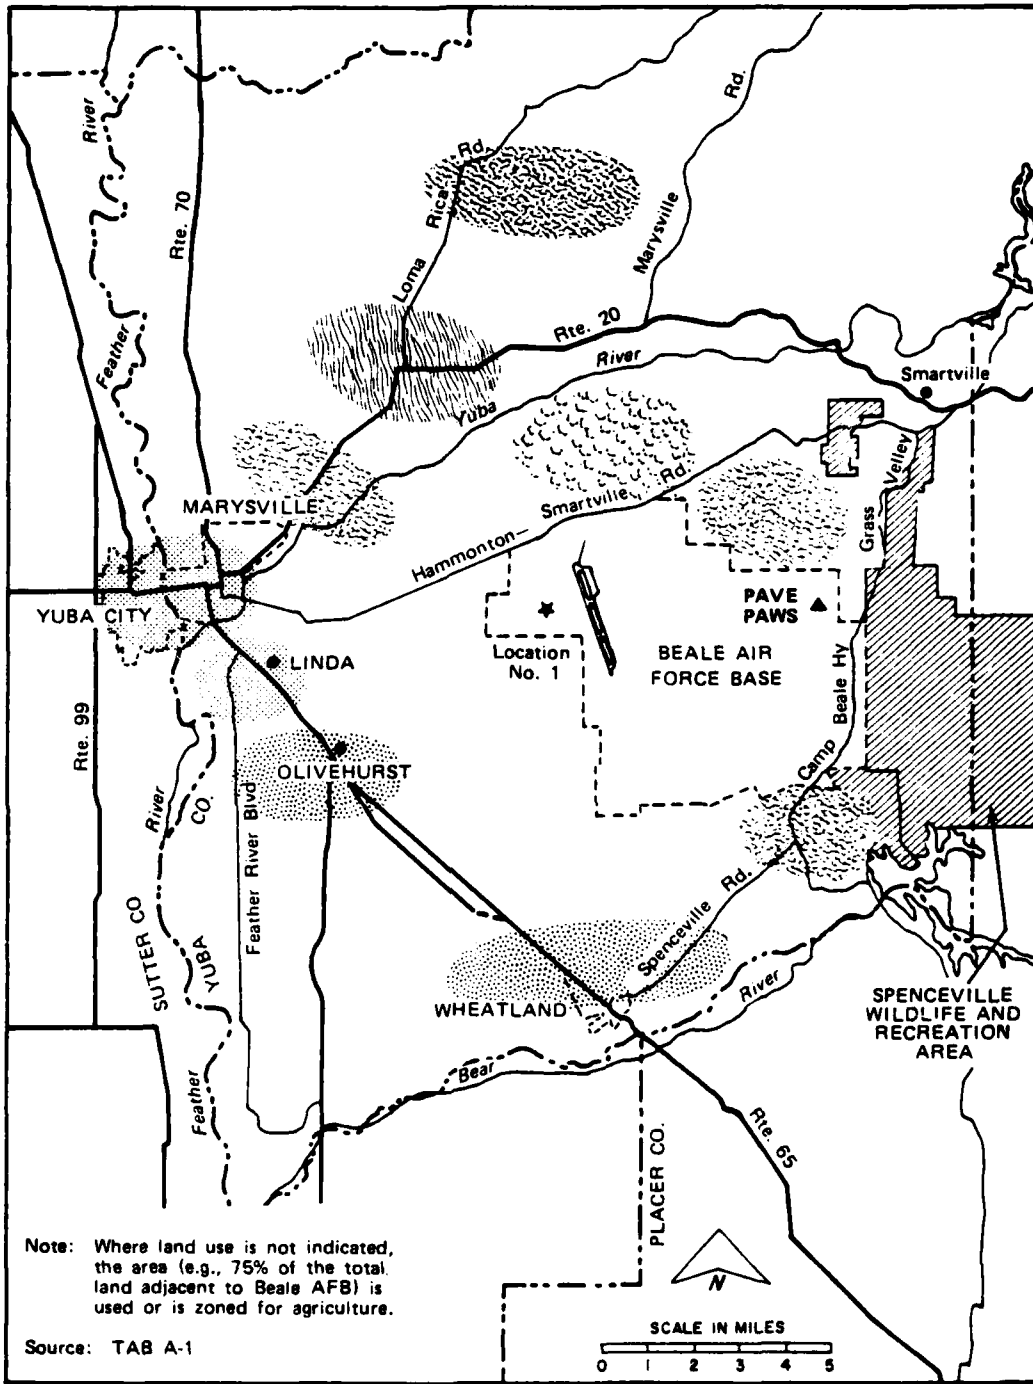 River
Rte. 70
Feather
Loma Rica Rd.
Marysville Rd.
Rte. 20
River
Yuba
Smartville
MARYSVILLE
Hammonton-Smartville Rd.
Grass Velley
YUBA CITY
PAVE
PAWS
Location
No. 1
BEALE AIR
FORCE BASE
LINDA
Camp Beale Hy
Rte. 99
OLIVEHURST
River
CO.
Feather River Blvd
SUTTER CO
YUBA
Spenceville Rd.
WHEATLAND
River
SPENCEVILLE
WILDLIFE AND
RECREATION
AREA
Bear
Feather
Rte. 65
PLACER CO.
Note: Where land use is not indicated,
the area (e.g., 75% of the total
land adjacent to Beale AFB) is
used or is zoned for agriculture.
Source: TAB A-1
N
SCALE IN MILES
0 1 2 3 4 5